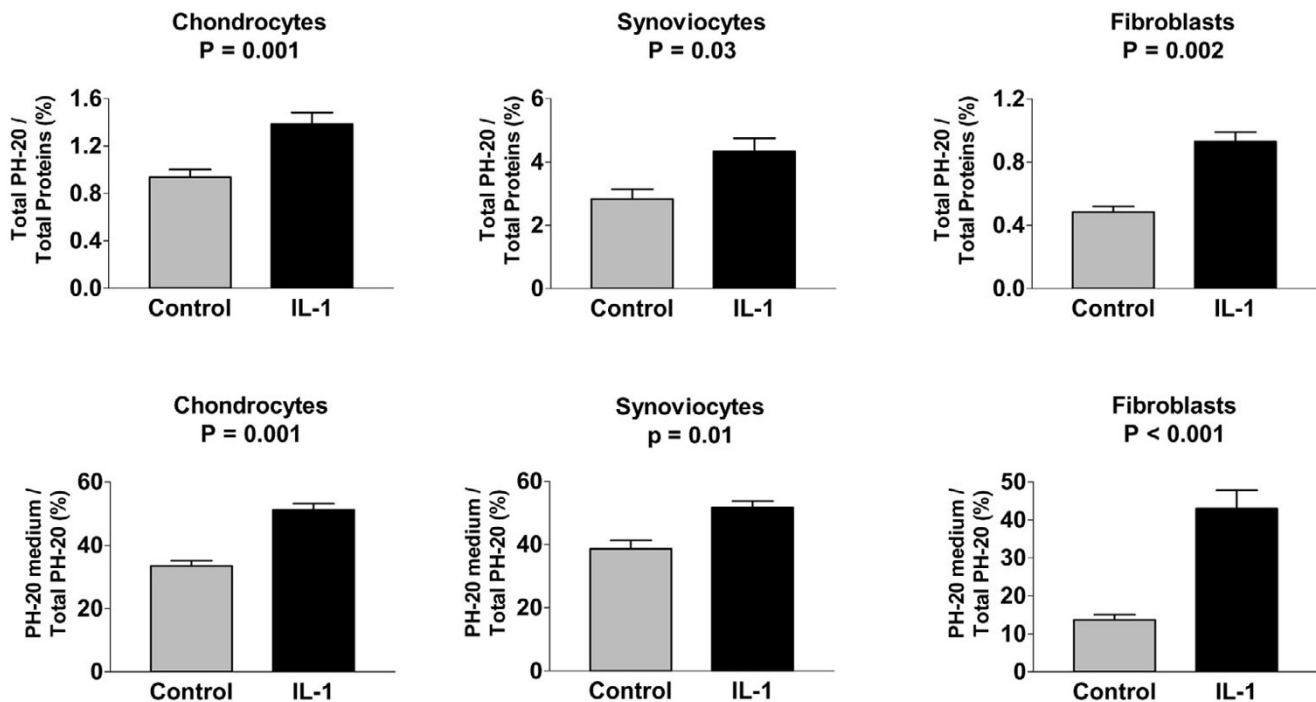 Chondrocytes
P = 0.001
Total PH-20 /
Total Proteins (%)
1.6
1.2
0.8
0.4
0.0
Control IL-1
Synoviocytes
P = 0.03
Total PH-20 /
Total Proteins (%)
6
4
2
0
Control IL-1
Fibroblasts
P = 0.002
Total PH-20 /
Total Proteins (%)
1.2
0.8
0.4
0.0
Control IL-1
Chondrocytes
P = 0.001
PH-20 medium /
Total PH-20 (%)
60
40
20
0
Control IL-1
Synoviocytes
p = 0.01
PH-20 medium /
Total PH-20 (%)
60
40
20
0
Control IL-1
Fibroblasts
P < 0.001
PH-20 medium /
Total PH-20 (%)
50
40
30
20
10
0
Control IL-1